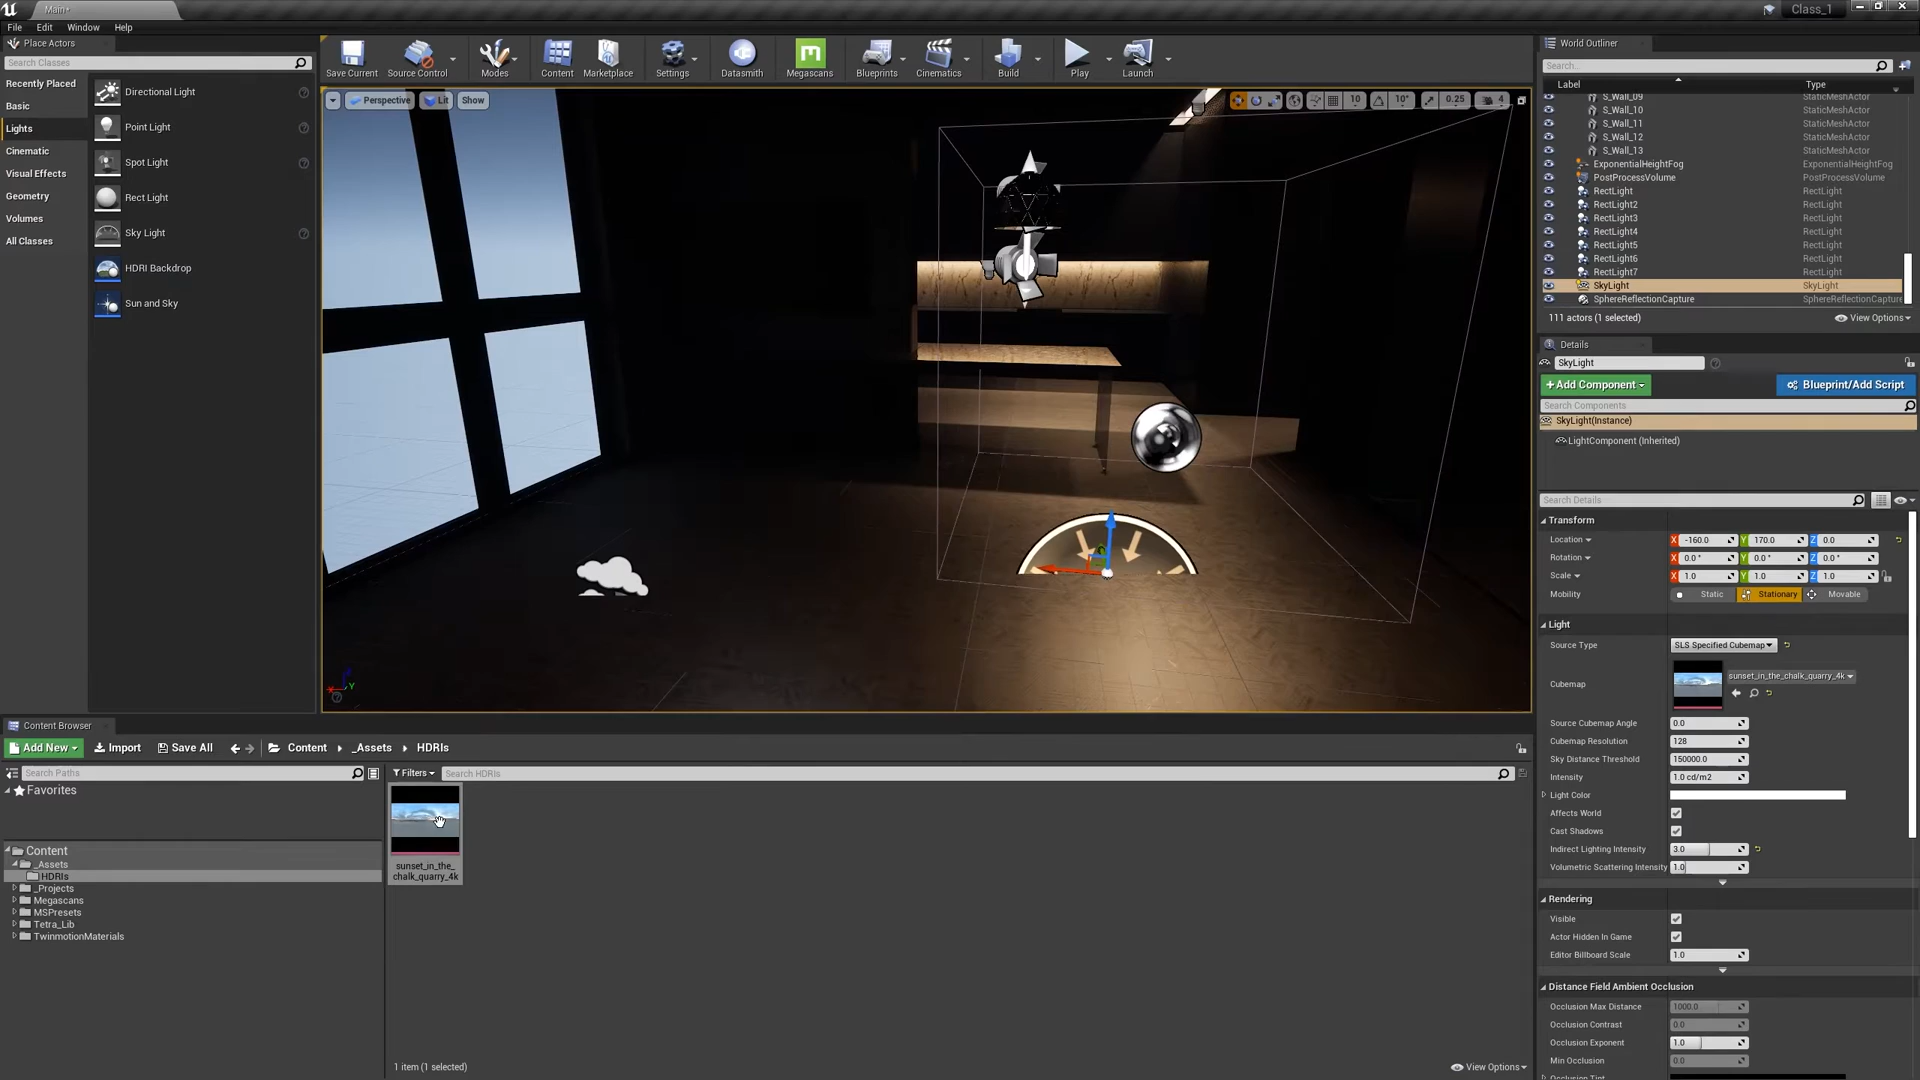 Main*
Class_1
File Edit Window Help
Place Actors
Search Classes
Recently Placed
Basic
Lights
Cinematic
Visual Effects
Geometry
Volumes
All Classes
Directional Light
Point Light
Spot Light
Rect Light
Sky Light
HDRI Backdrop
Sun and Sky
Save Current Source Control Modes Content Marketplace Settings Datasmith Megascans Blueprints Cinematics Build Play Launch
Perspective Lit Show
10 10° 0.25 4
World Outliner
Search...
Label Type
S_Wall_09 StaticMeshActor
S_Wall_10 StaticMeshActor
S_Wall_11 StaticMeshActor
S_Wall_12 StaticMeshActor
S_Wall_13 StaticMeshActor
ExponentialHeightFog ExponentialHeightFog
PostProcessVolume PostProcessVolume
RectLight RectLight
RectLight2 RectLight
RectLight3 RectLight
RectLight4 RectLight
RectLight5 RectLight
RectLight6 RectLight
RectLight7 RectLight
SkyLight SkyLight
SphereReflectionCapture SphereReflectionCapture
111 actors (1 selected) View Options
Details
SkyLight
+Add Component Blueprint/Add Script
Search Components
SkyLight(Instance)
LightComponent (Inherited)
Search Details
Transform
Location X -160.0 Y 170.0 Z 0.0
Rotation X 0.0° Y 0.0° Z 0.0°
Scale X 1.0 Y 1.0 Z 1.0
Mobility Static Stationary Movable
Light
Source Type SLS Specified Cubemap
Cubemap sunset_in_the_chalk_quarry_4k
Source Cubemap Angle 0.0
Cubemap Resolution 128
Sky Distance Threshold 150000.0
Intensity 1.0 cd/m2
Light Color
Affects World
Cast Shadows
Indirect Lighting Intensity 3.0
Volumetric Scattering Intensity 1.0
Rendering
Visible
Actor Hidden In Game
Editor Billboard Scale 1.0
Distance Field Ambient Occlusion
Occlusion Max Distance 1000.0
Occlusion Contrast 0.0
Occlusion Exponent 1.0
Min Occlusion 0.0
Occlusion Tint
Y
Content Browser
Add New Import Save All Content _Assets HDRIs
Search Paths
Filters Search HDRIs
Favorites
Content
_Assets
HDRIs
_Projects
Megascans
MSPresets
Tetra_Lib
TwinmotionMaterials
sunset_in_the_
chalk_quarry_4k
1 item (1 selected) View Options